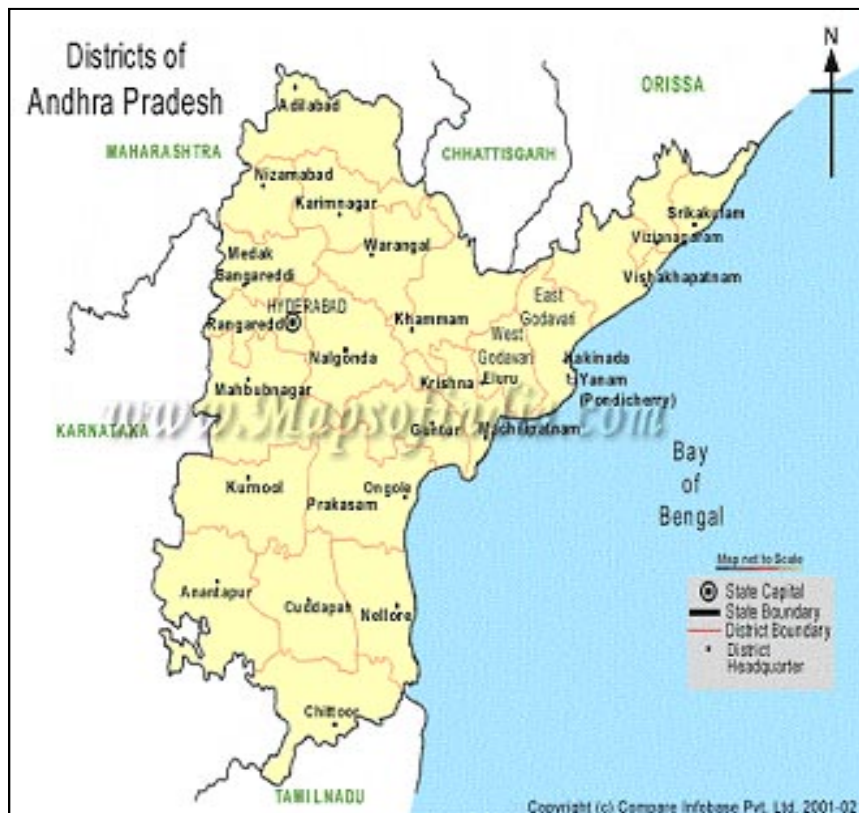 Districts of
Andhra Pradesh
N
ORISSA
MAHARASHTRA
CHHATTISGARH
Adilabad
Nizamabad
Karimnagar
Srikakulam
Vizianagaram
Warangal
Medak
Sangareddi
Vishakhapatnam
HYDERABAD
Rangareddi
Khammam
East
Godavari
West
Godavari
Nalgonda
Kakinada
Krishna
Eluru
Yanam
(Pondicherry)
Mahbubnagar
www.Mapsofindia.com
KARNATAKA
Guntur
Machilipatnam
Bay
of
Bengal
Kurnool
Prakasam
Ongole
Map not to Scale
Anantapur
Cuddapah
Nellore
State Capital
State Boundary
District Boundary
District
Headquarter
Chittoor
TAMILNADU
Copyright (c) Compare Infobase Pvt. Ltd. 2001-02